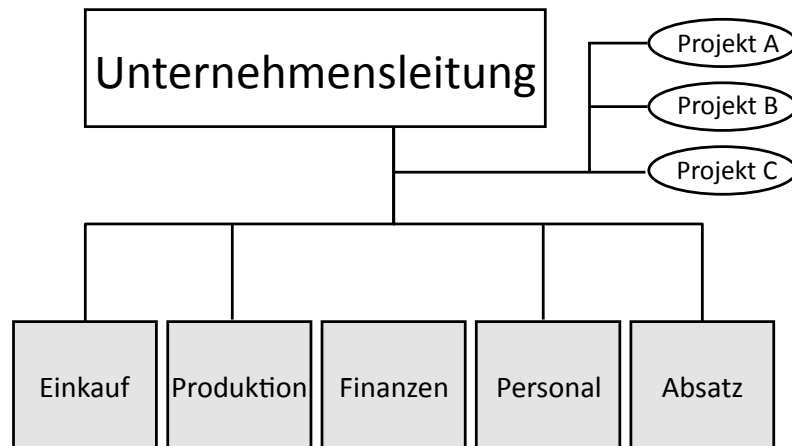 Unternehmensleitung
Projekt A
Projekt B
Projekt C
Einkauf
Produktion
Finanzen
Personal
Absatz